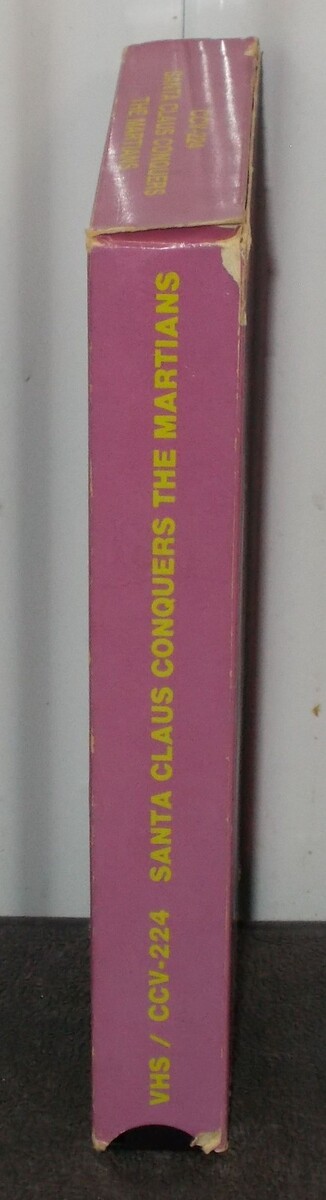 CCV-224
SANTA CLAUS CONQUERS
THE MARTIANS
VHS / CCV-224 SANTA CLAUS CONQUERS THE MARTIANS